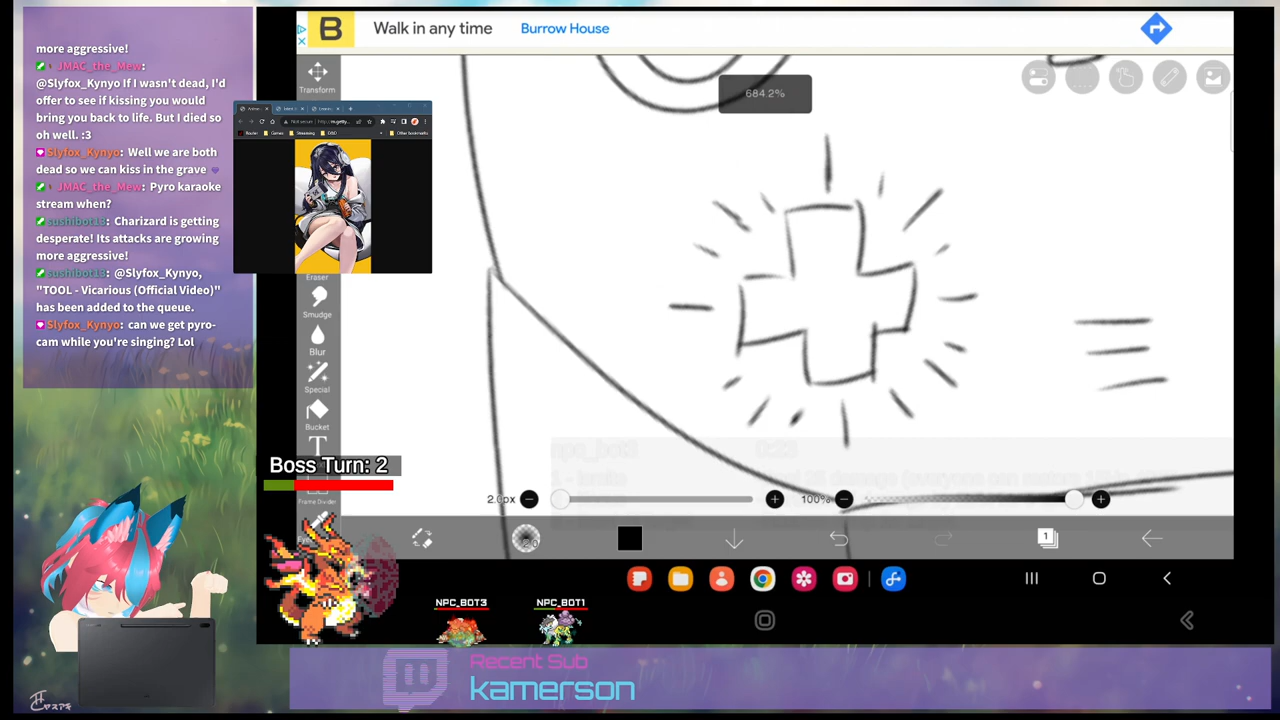 more aggressive!
JMAC_the_Mew:
@Slyfox_Kynyo If I wasn't dead, I'd
offer to see if kissing you would
bring you back to life. But I died so
oh well. :3
Slyfox_Kynyo: Well we are both
dead so we can kiss in the grave
JMAC_the_Mew: Pyro karaoke
stream when?
sushibot13: Charizard is getting
desperate! Its attacks are growing
more aggressive!
sushibot13: @Slyfox_Kynyo,
"TOOL - Vicarious (Official Video)"
has been added to the queue.
Slyfox_Kynyo: can we get pyro-
cam while you're singing? Lol
B
Walk in any time
Burrow House
684.2%
Transform
Eraser
Smudge
Blur
Special
Bucket
T
Frame Divider
Boss Turn: 2
2.0px
100%
1
NPC_BOT3
NPC_BOT1
Recent Sub
kamerson